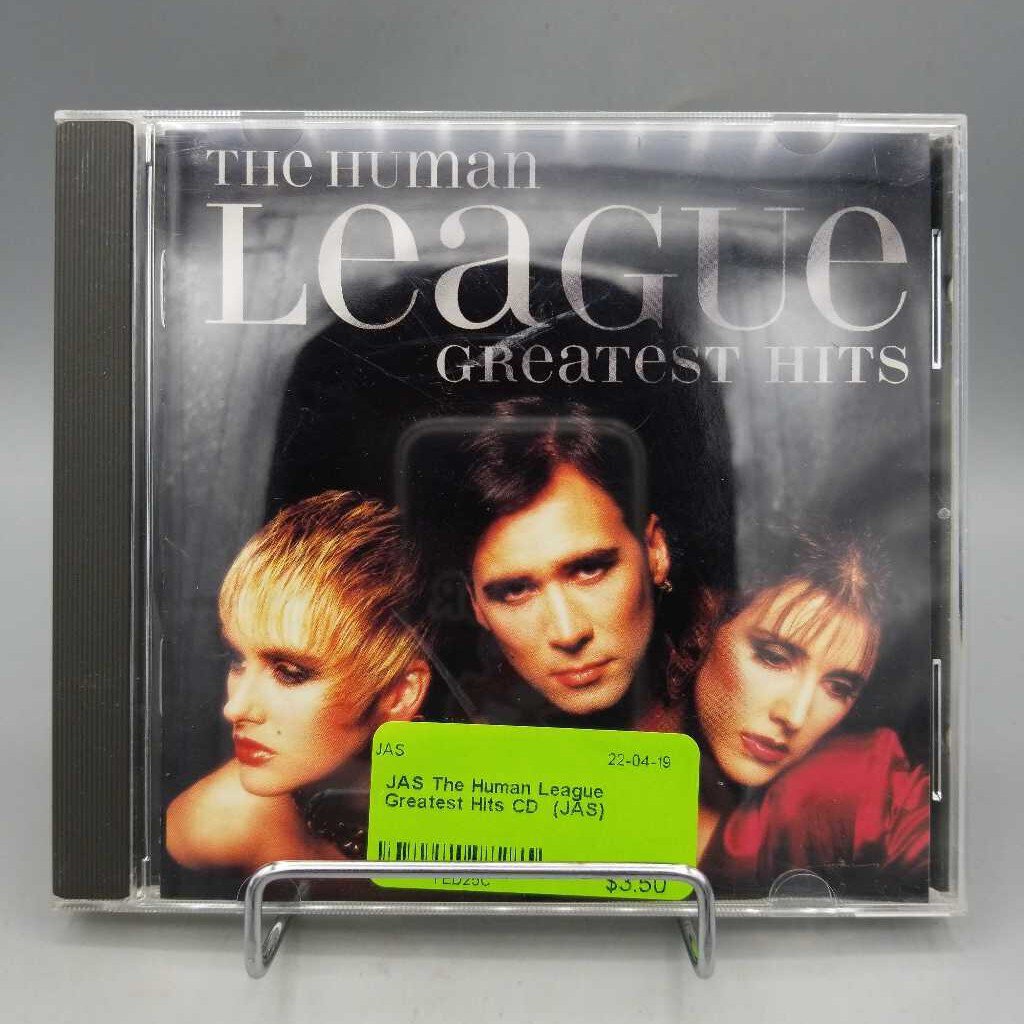 THe HUman
LeaGUe
GReaTeST HITS
JAS
22-04-19
JAS The Human League
Greatest Hits CD (JAS)
$3.50